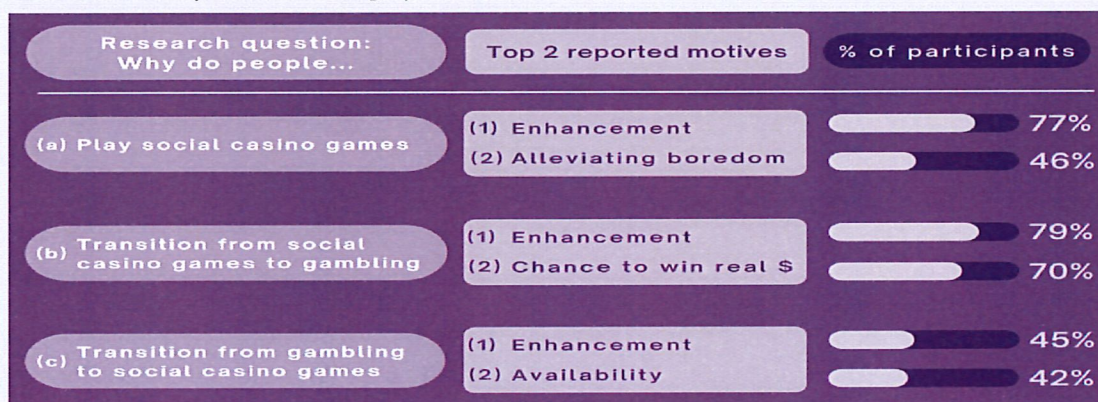 Research question:
Why do people...
Top 2 reported motives
% of participants
(a) Play social casino games
(1) Enhancement
77%
(2) Alleviating boredom
46%
(b) Transition from social
casino games to gambling
(1) Enhancement
79%
(2) Chance to win real $
70%
(c) Transition from gambling
to social casino games
(1) Enhancement
45%
(2) Availability
42%